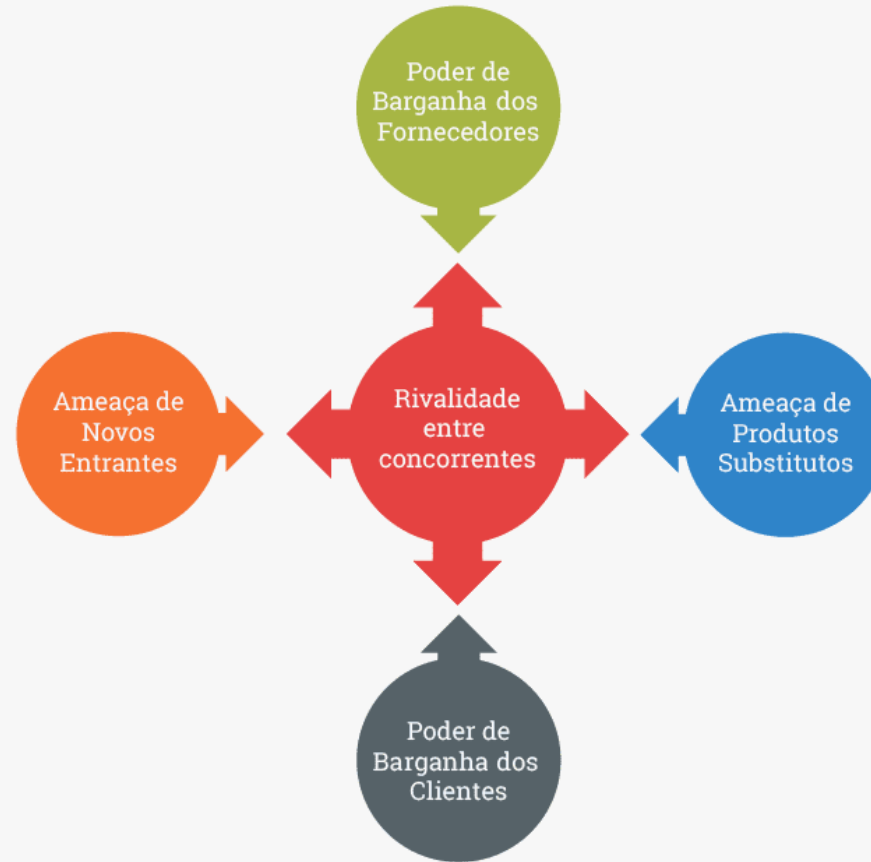 Poder de
Barganha dos
Fornecedores
Ameaça de
Novos
Entrantes
Rivalidade
entre
concorrentes
Ameaça de
Produtos
Substitutos
Poder de
Barganha dos
Clientes